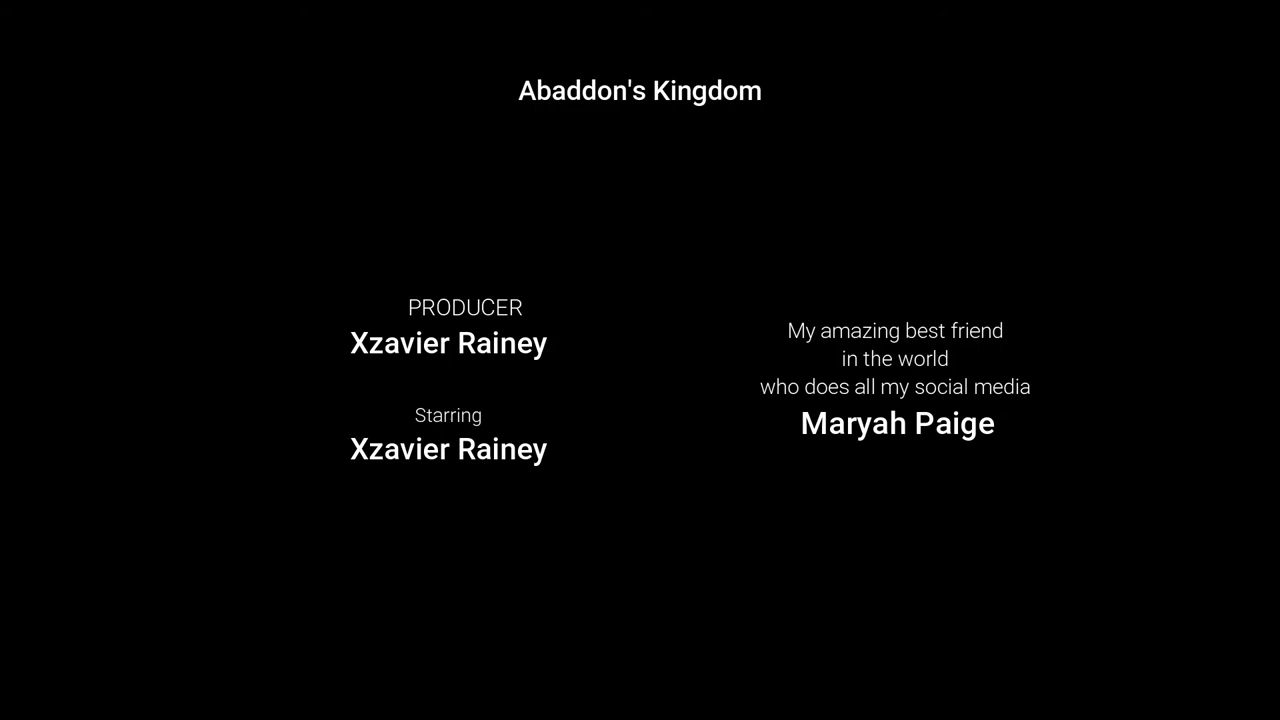 Abaddon's Kingdom
PRODUCER
Xzavier Rainey
Starring
Xzavier Rainey
My amazing best friend
in the world
who does all my social media
Maryah Paige